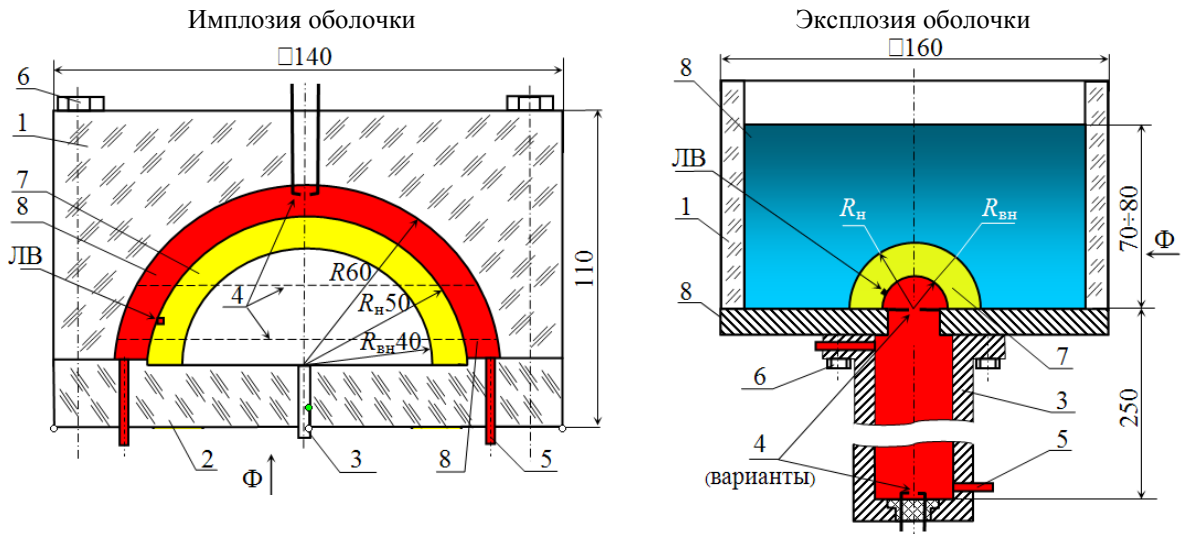 Имплозия оболочки
□140
6
1
7
8
ЛВ
4
R60
Rн50
Rвн40
110
2
Ф
3
8
5
Эксплозия оболочки
□160
8
ЛВ
Rн
Rвн
1
70÷80
Ф
8
7
6
3
250
4
(варианты)
5